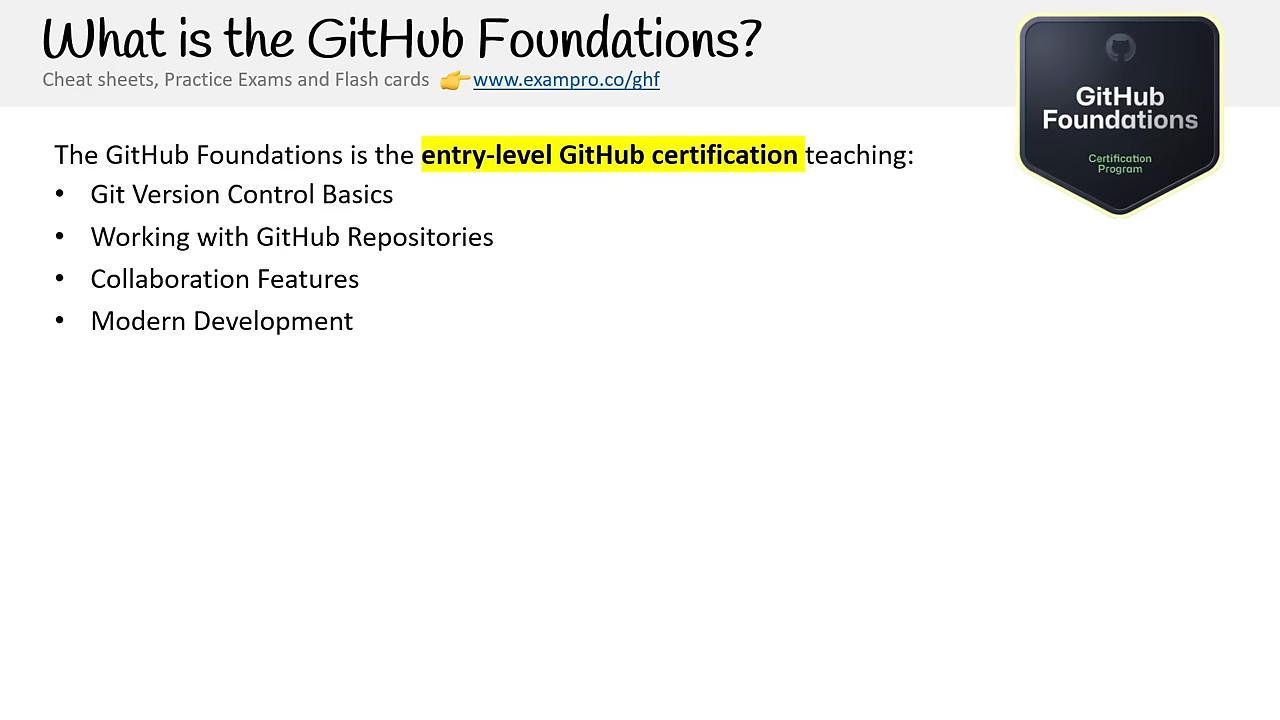 What is the GitHub Foundations?
Cheat sheets, Practice Exams and Flash cards 👉 www.exampro.co/ghf
GitHub
Foundations
Certification
Program
The GitHub Foundations is the entry-level GitHub certification teaching:
• Git Version Control Basics
• Working with GitHub Repositories
• Collaboration Features
• Modern Development